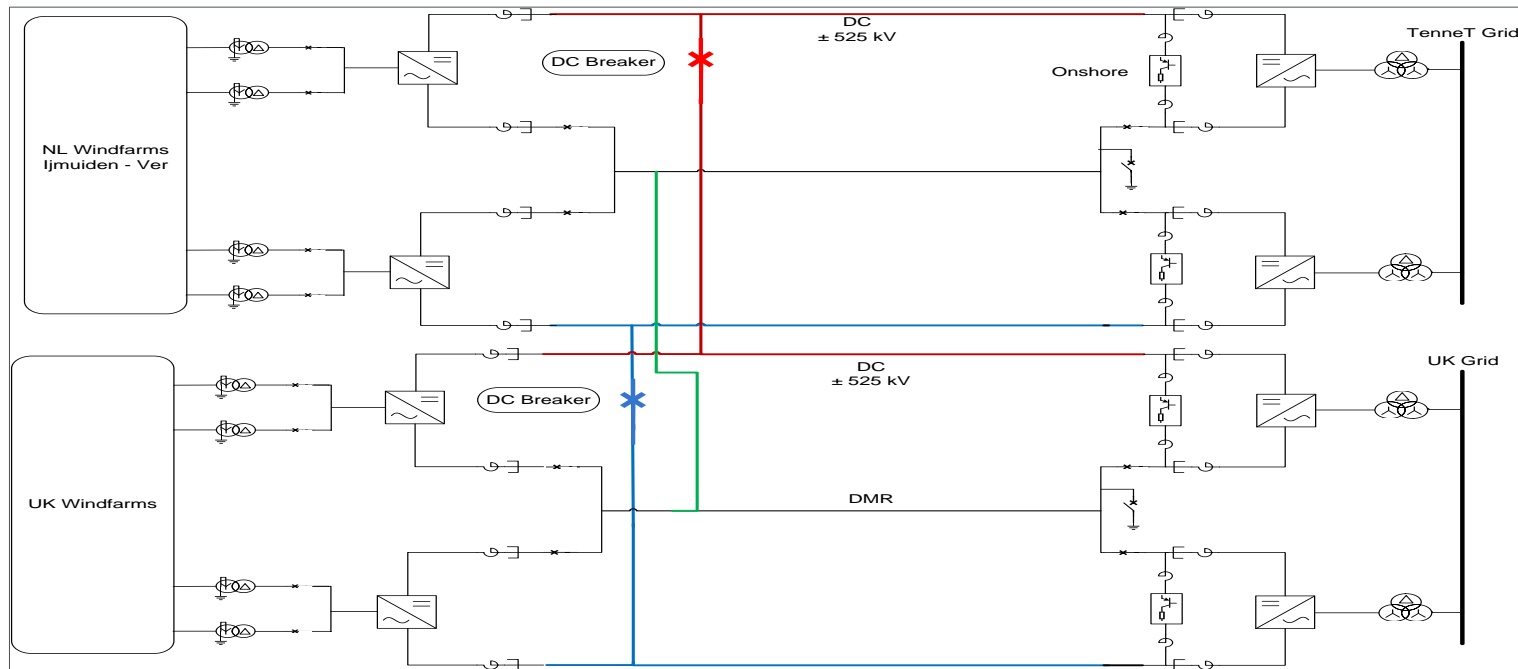 DC
± 525 kV
TenneT Grid
DC Breaker
Onshore
NL Windfarms
Ijmuiden - Ver
DC
± 525 kV
UK Grid
DC Breaker
UK Windfarms
DMR